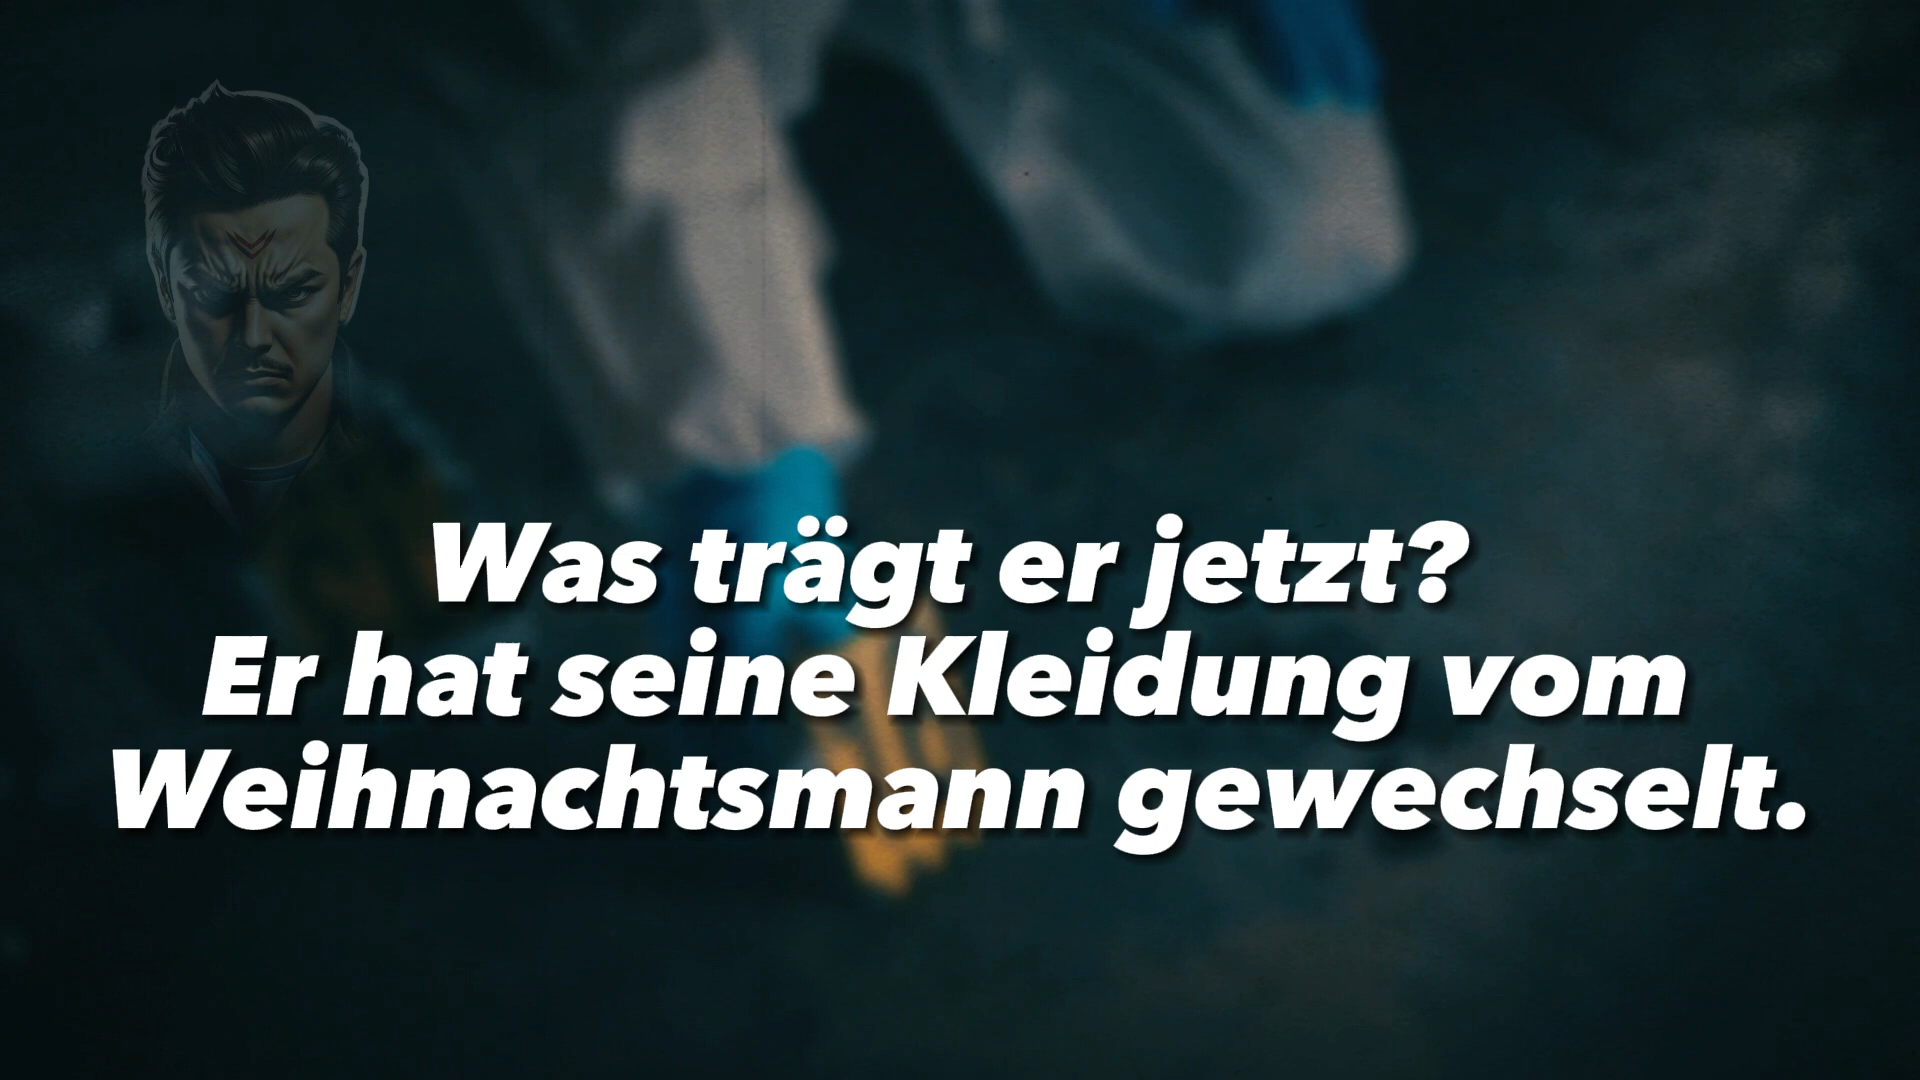 Was trägt er jetzt?
Er hat seine Kleidung vom
Weihnachtsmann gewechselt.